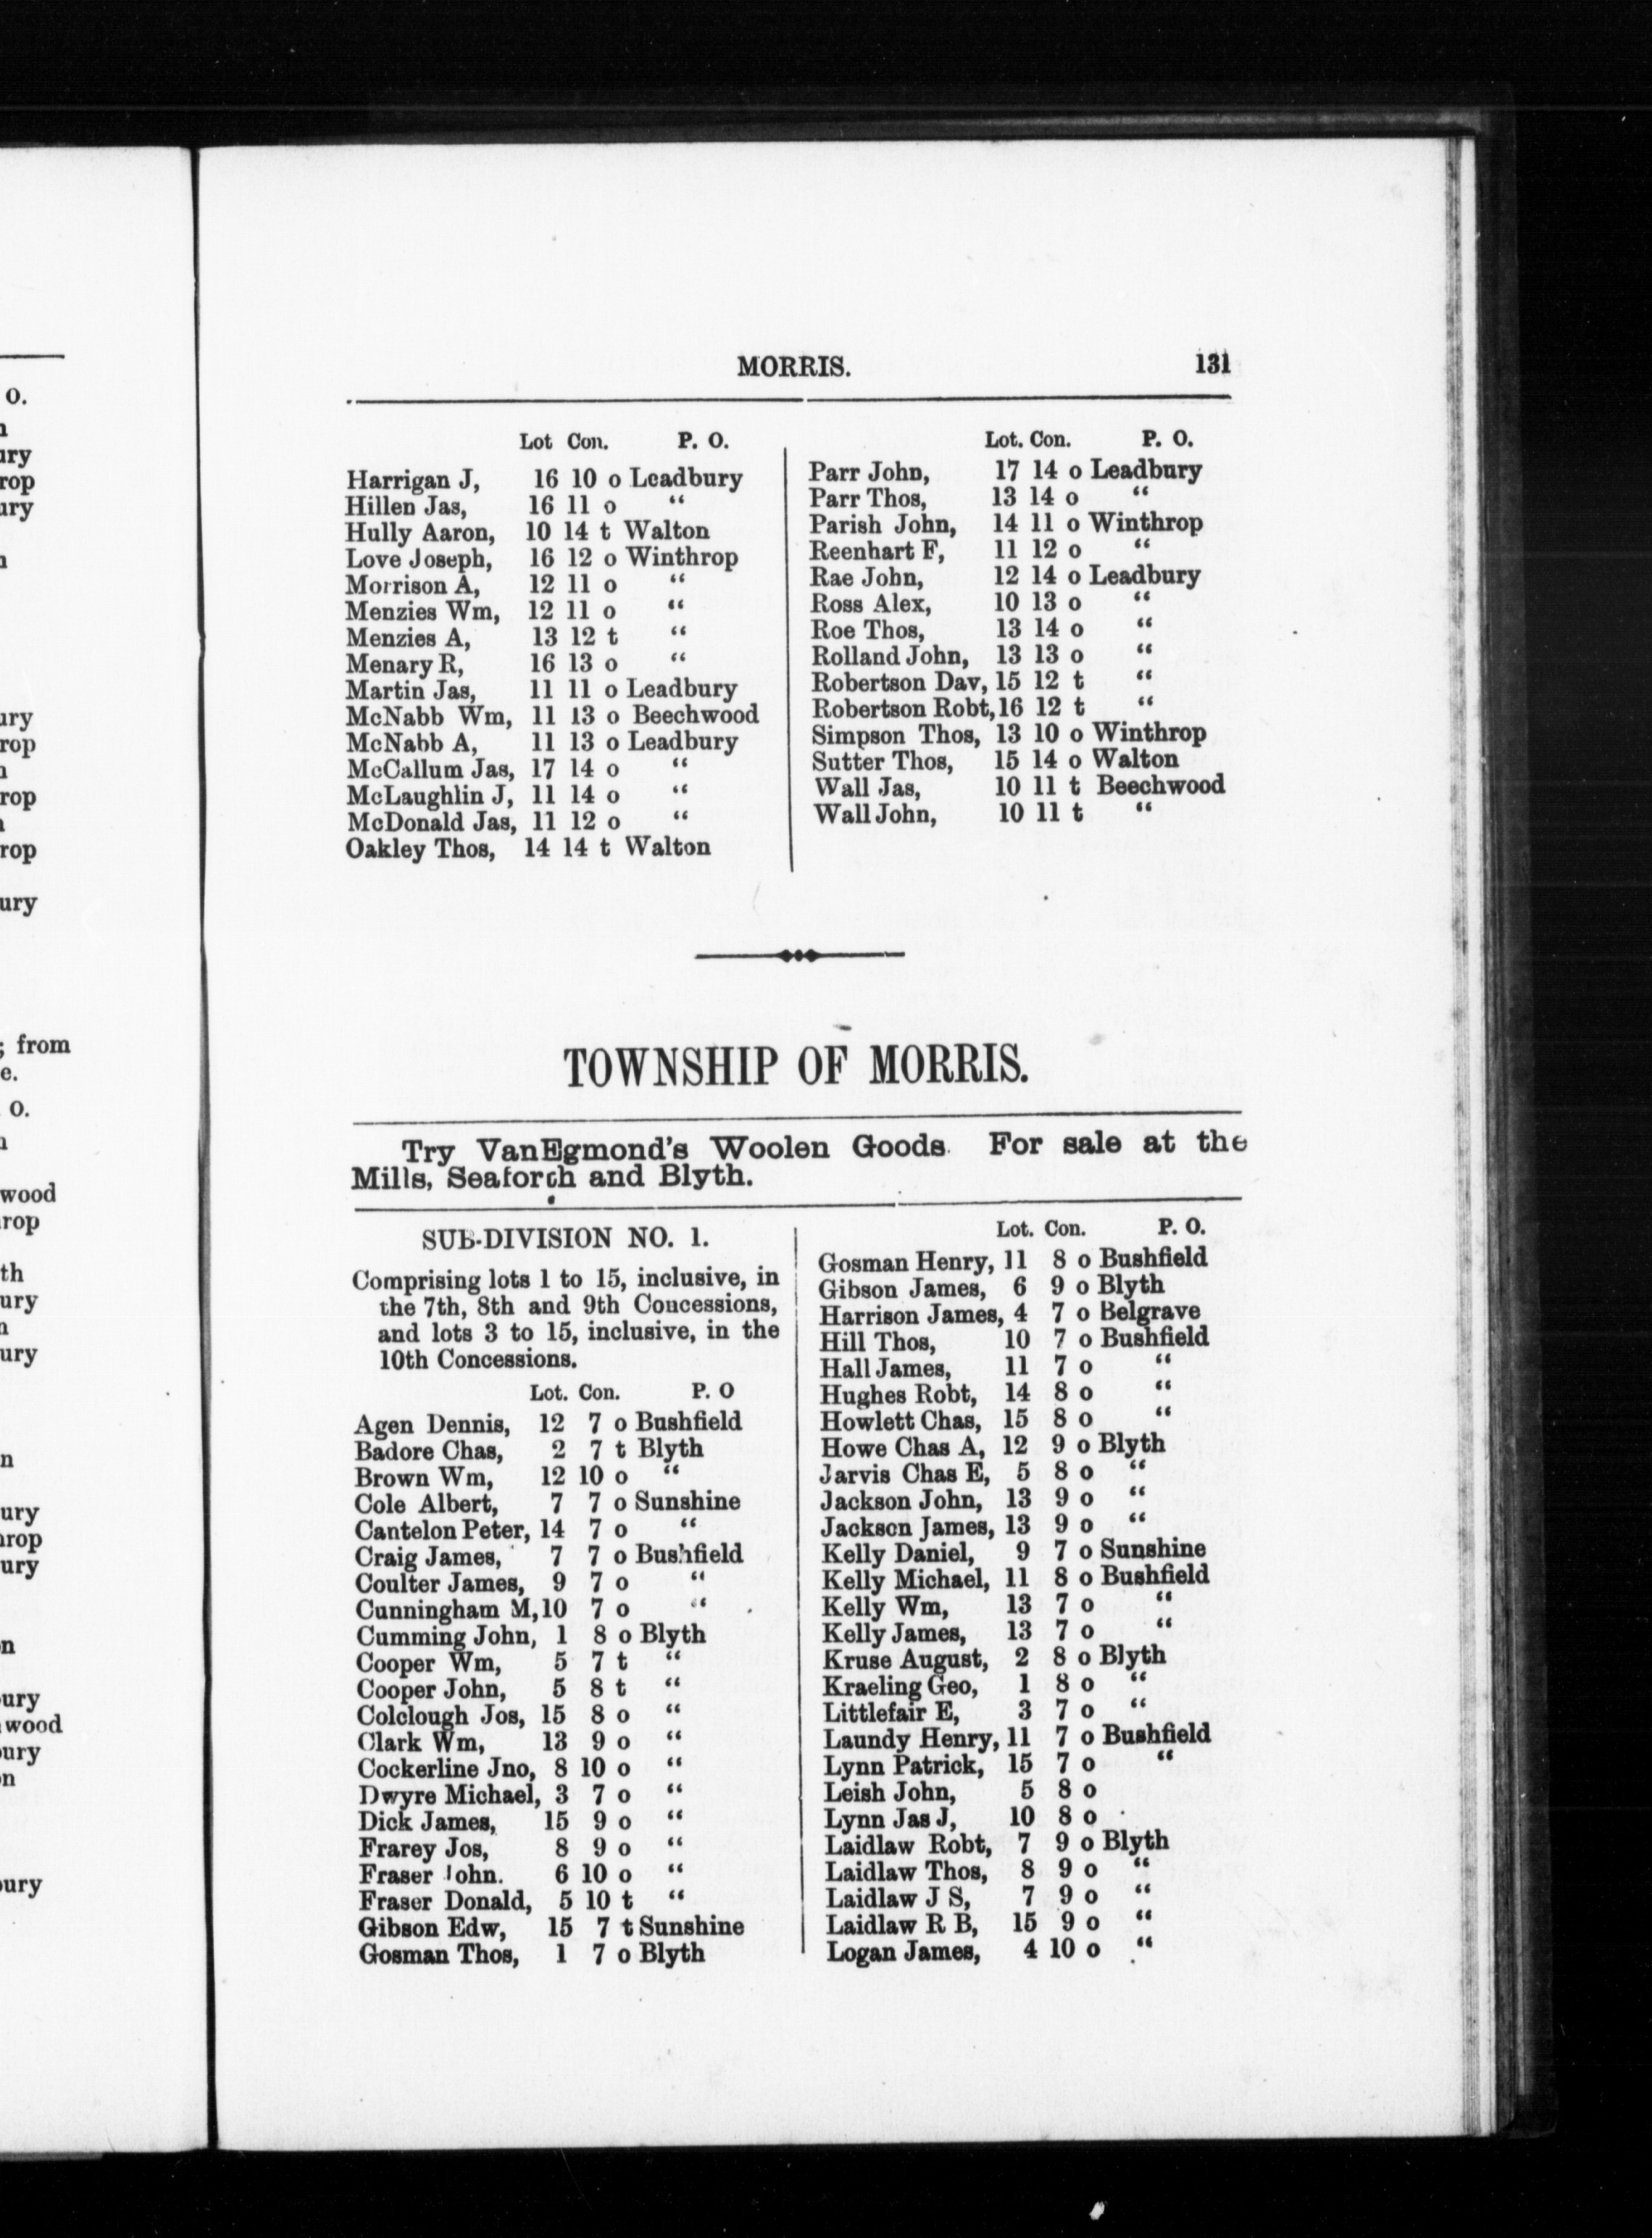 MORRIS. 131
Lot Con. P. O.
Harrigan J, 16 10 o Leadbury
Hillen Jas, 16 11 o "
Hully Aaron, 10 14 t Walton
Love Joseph, 16 12 o Winthrop
Morrison A, 12 11 o "
Menzies Wm, 12 11 o "
Menzies A, 13 12 t "
Menary R, 16 13 o "
Martin Jas, 11 11 o Leadbury
McNabb Wm, 11 13 o Beechwood
McNabb A, 11 13 o Leadbury
McCallum Jas, 17 14 o "
McLaughlin J, 11 14 o "
McDonald Jas, 11 12 o "
Oakley Thos, 14 14 t Walton
Lot. Con. P. O.
Parr John, 17 14 o Leadbury
Parr Thos, 13 14 o "
Parish John, 14 11 o Winthrop
Reenhart F, 11 12 o "
Rae John, 12 14 o Leadbury
Ross Alex, 10 13 o "
Roe Thos, 13 14 o "
Rolland John, 13 13 o "
Robertson Dav, 15 12 t "
Robertson Robt, 16 12 t "
Simpson Thos, 13 10 o Winthrop
Sutter Thos, 15 14 o Walton
Wall Jas, 10 11 t Beechwood
Wall John, 10 11 t "
TOWNSHIP OF MORRIS.
Try VanEgmond's Woolen Goods. For sale at the
Mills, Seaforth and Blyth.
SUB-DIVISION NO. 1.
Comprising lots 1 to 15, inclusive, in
the 7th, 8th and 9th Concessions,
and lots 3 to 15, inclusive, in the
10th Concessions.
Lot. Con. P. O
Agen Dennis, 12 7 o Bushfield
Badore Chas, 2 7 t Blyth
Brown Wm, 12 10 o "
Cole Albert, 7 7 o Sunshine
Cantelon Peter, 14 7 o "
Craig James, 7 7 o Bushfield
Coulter James, 9 7 o "
Cunningham M, 10 7 o "
Cumming John, 1 8 o Blyth
Cooper Wm, 5 7 t "
Cooper John, 5 8 t "
Colclough Jos, 15 8 o "
Clark Wm, 13 9 o "
Cockerline Jno, 8 10 o "
Dwyre Michael, 3 7 o "
Dick James, 15 9 o "
Frarey Jos, 8 9 o "
Fraser John. 6 10 o "
Fraser Donald, 5 10 t "
Gibson Edw, 15 7 t Sunshine
Gosman Thos, 1 7 o Blyth
Lot. Con. P. O.
Gosman Henry, 11 8 o Bushfield
Gibson James, 6 9 o Blyth
Harrison James, 4 7 o Belgrave
Hill Thos, 10 7 o Bushfield
Hall James, 11 7 o "
Hughes Robt, 14 8 o "
Howlett Chas, 15 8 o "
Howe Chas A, 12 9 o Blyth
Jarvis Chas E, 5 8 o "
Jackson John, 13 9 o "
Jackson James, 13 9 o "
Kelly Daniel, 9 7 o Sunshine
Kelly Michael, 11 8 o Bushfield
Kelly Wm, 13 7 o "
Kelly James, 13 7 o "
Kruse August, 2 8 o Blyth
Kraeling Geo, 1 8 o "
Littlefair E, 3 7 o "
Laundy Henry, 11 7 o Bushfield
Lynn Patrick, 15 7 o "
Leish John, 5 8 o
Lynn Jas J, 10 8 o
Laidlaw Robt, 7 9 o Blyth
Laidlaw Thos, 8 9 o "
Laidlaw J S, 7 9 o "
Laidlaw R B, 15 9 o "
Logan James, 4 10 o "